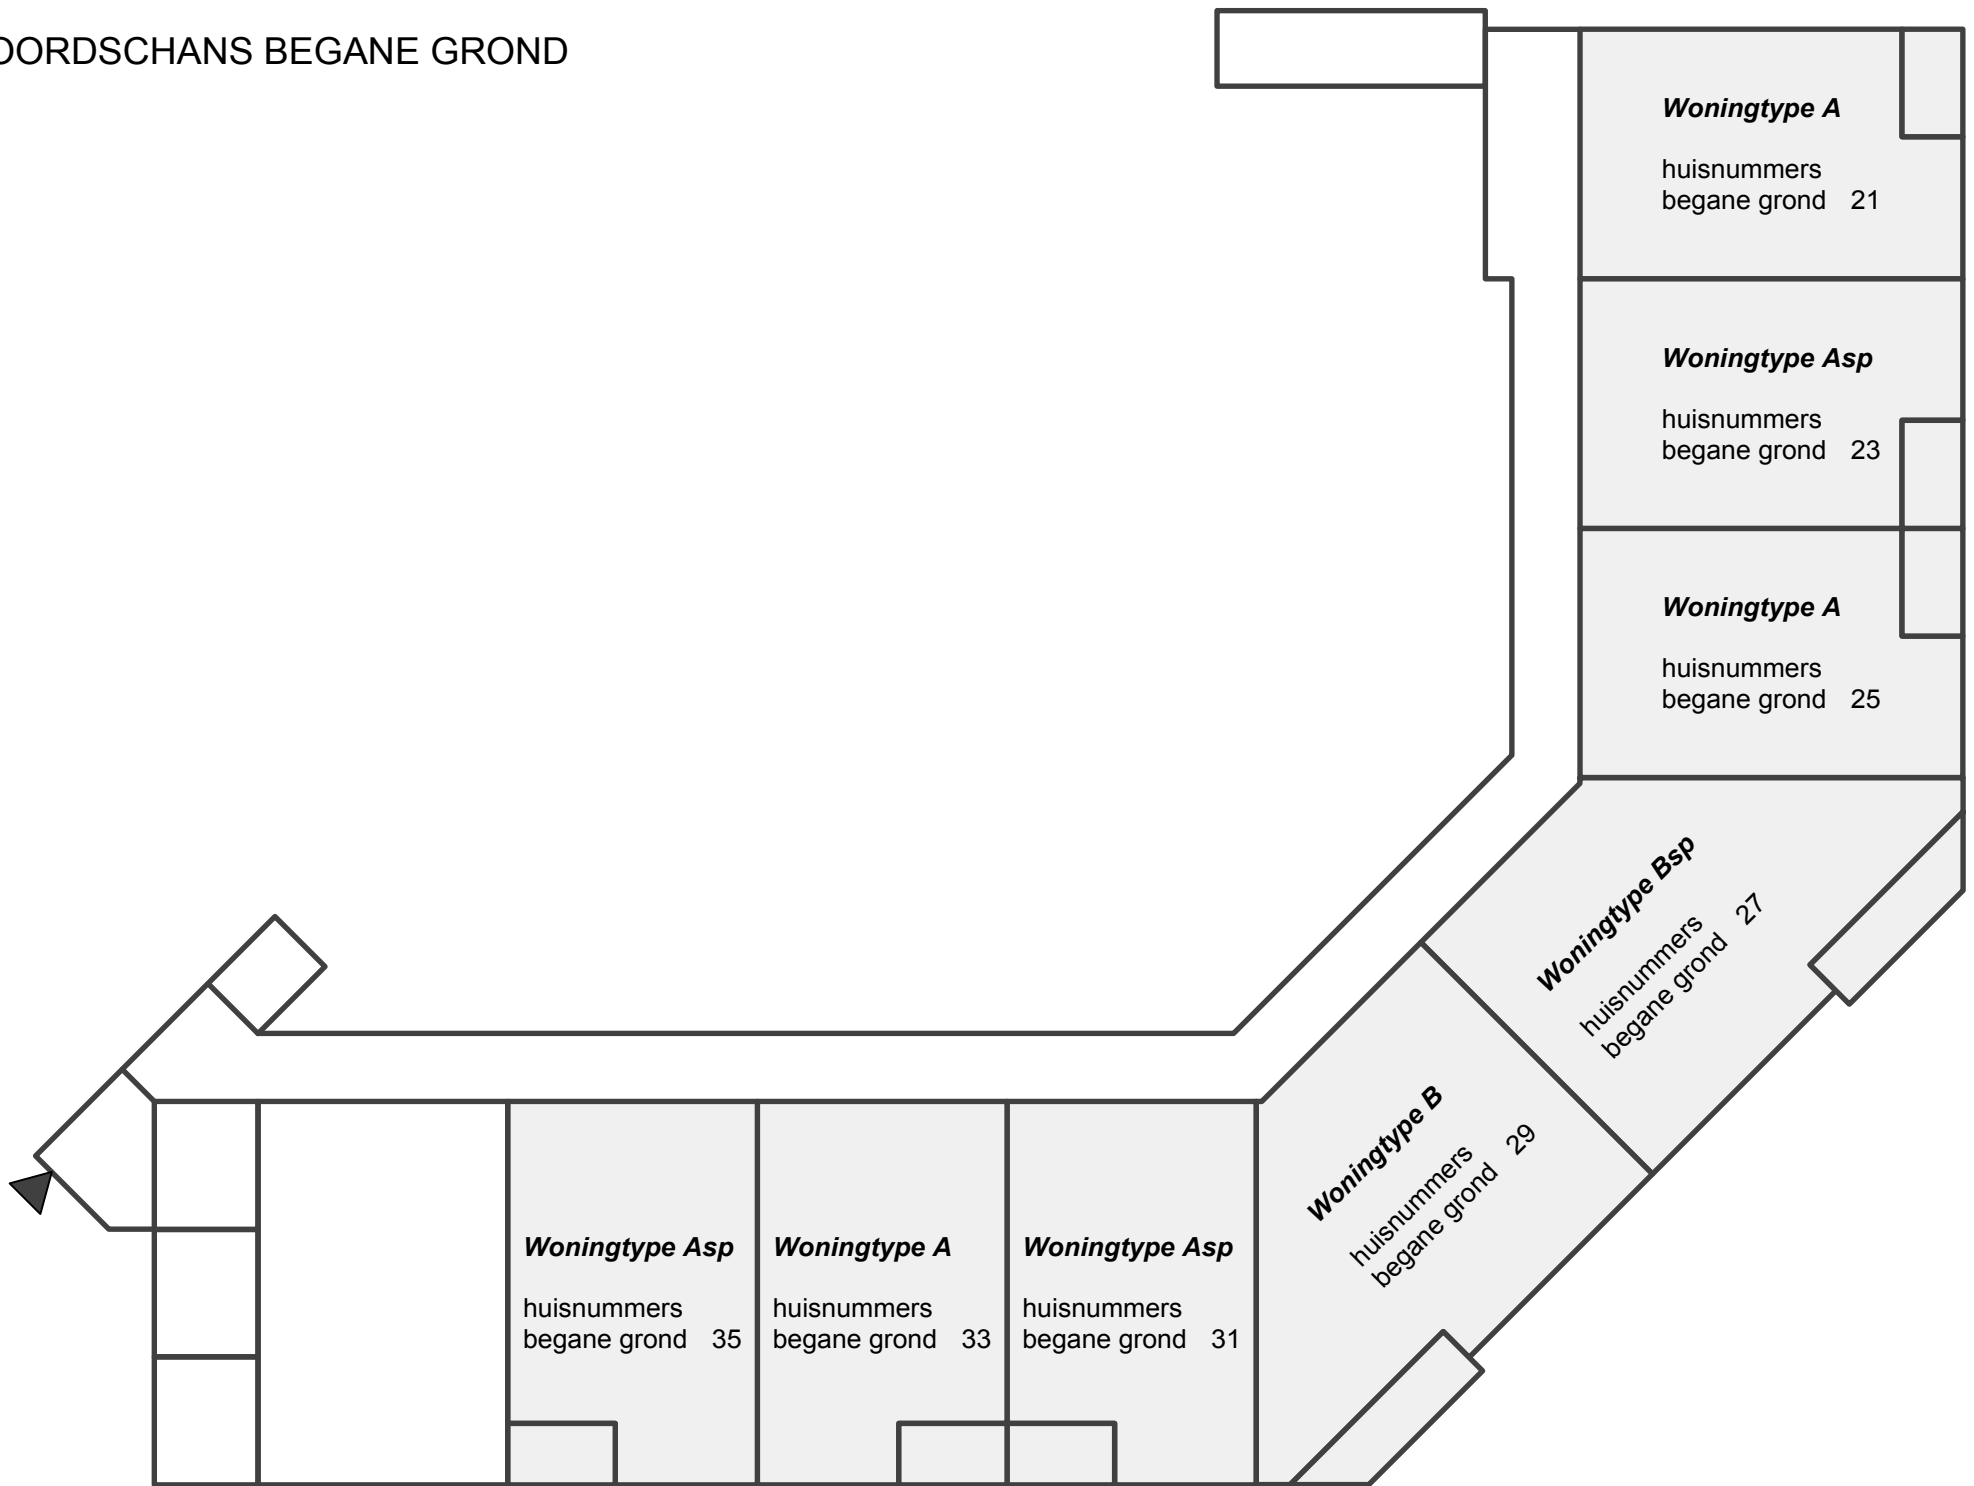 OORDSCHANS BEGANE GROND
Woningtype A
huisnummers
begane grond 21
Woningtype Asp
huisnummers
begane grond 23
Woningtype A
huisnummers
begane grond 25
Woningtype Bsp
huisnummers
begane grond 27
Woningtype B
huisnummers
begane grond 29
Woningtype Asp
huisnummers
begane grond 31
Woningtype A
huisnummers
begane grond 33
Woningtype Asp
huisnummers
begane grond 35